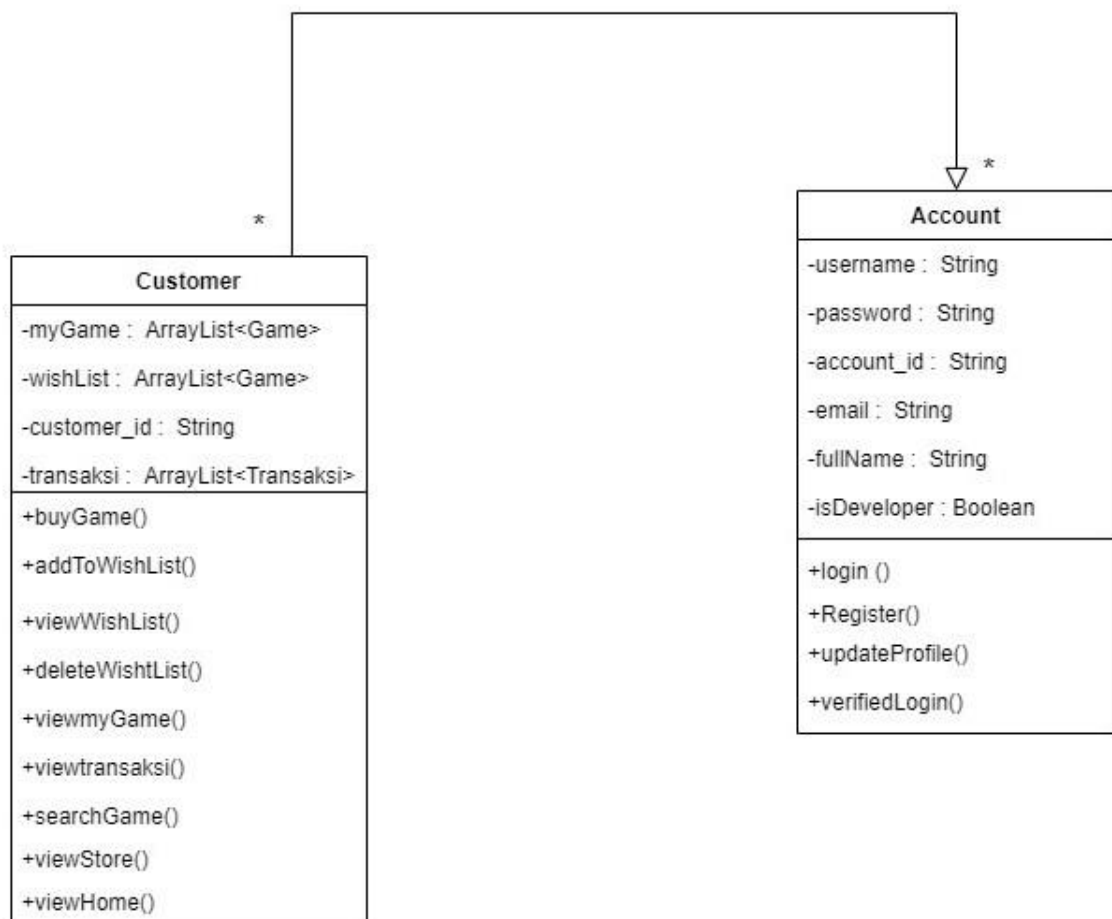 *
*
Customer
-myGame :  ArrayList<Game>
-wishList :  ArrayList<Game>
-customer_id :  String
-transaksi :  ArrayList<Transaksi>
+buyGame()
+addToWishList()
+viewWishList()
+deleteWishtList()
+viewmyGame()
+viewtransaksi()
+searchGame()
+viewStore()
+viewHome()
Account
-username :  String
-password :  String
-account_id :  String
-email :  String
-fullName :  String
-isDeveloper : Boolean
+login ()
+Register()
+updateProfile()
+verifiedLogin()